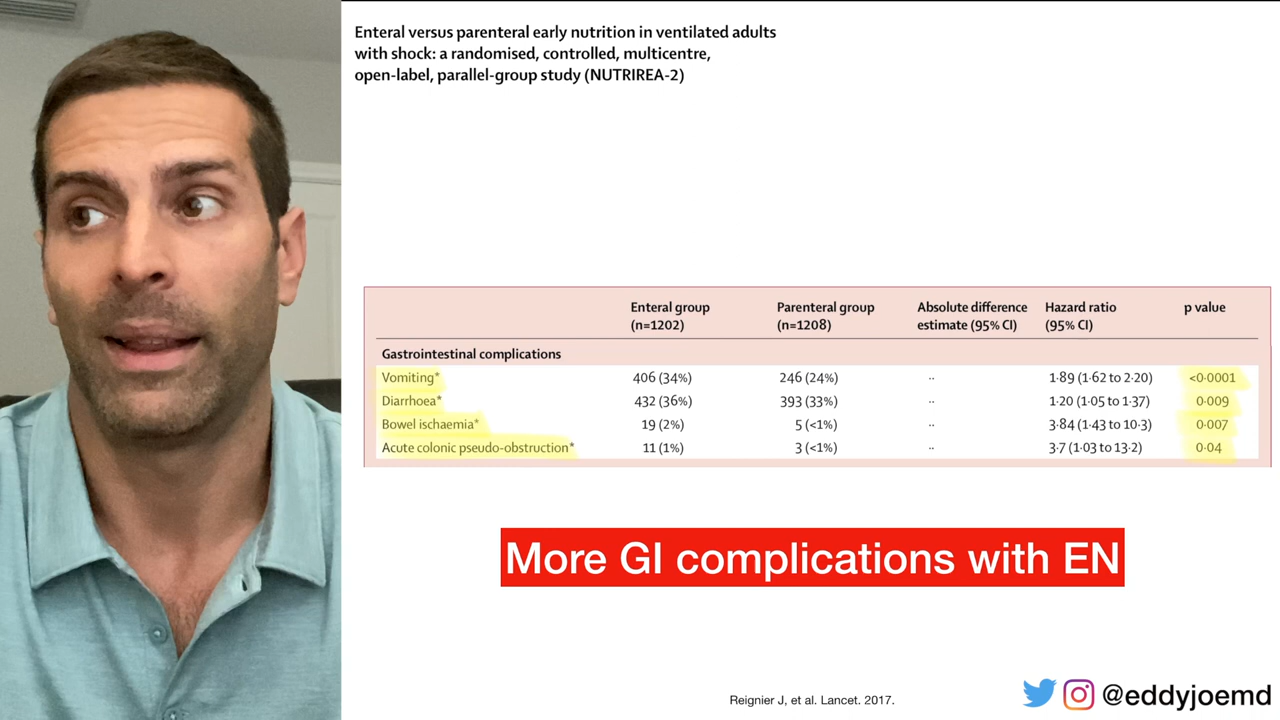 Enteral versus parenteral early nutrition in ventilated adults
with shock: a randomised, controlled, multicentre,
open-label, parallel-group study (NUTRIREA-2)
Enteral group Parenteral group Absolute difference Hazard ratio p value
(n=1202) (n=1208) estimate (95% CI) (95% CI)
Gastrointestinal complications
Vomiting* 406 (34%) 246 (24%) ·· 1·89 (1·62 to 2·20) <0·0001
Diarrhoea* 432 (36%) 393 (33%) ·· 1·20 (1·05 to 1·37) 0·009
Bowel ischaemia* 19 (2%) 5 (<1%) ·· 3·84 (1·43 to 10·3) 0·007
Acute colonic pseudo-obstruction* 11 (1%) 3 (<1%) ·· 3·7 (1·03 to 13·2) 0·04
More GI complications with EN
Reignier J, et al. Lancet. 2017.
@eddyjoemd